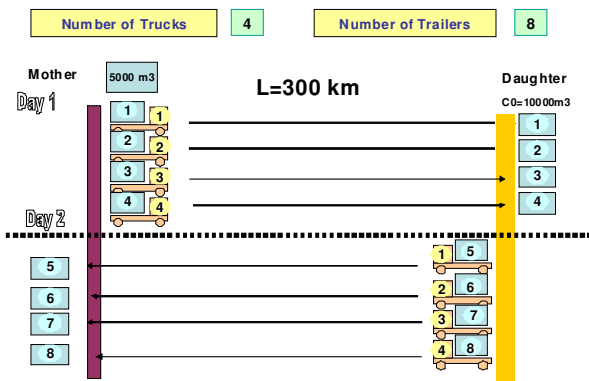 Number of Trucks 4 Number of Trailers 8
Mother 5000 m3 L=300 km Daughter
Day 1 C0=10000m3
1 1 1
2 2 2
3 3 3
4 4 4
Day 2
5 1 5
6 2 6
7 3 7
8 4 8